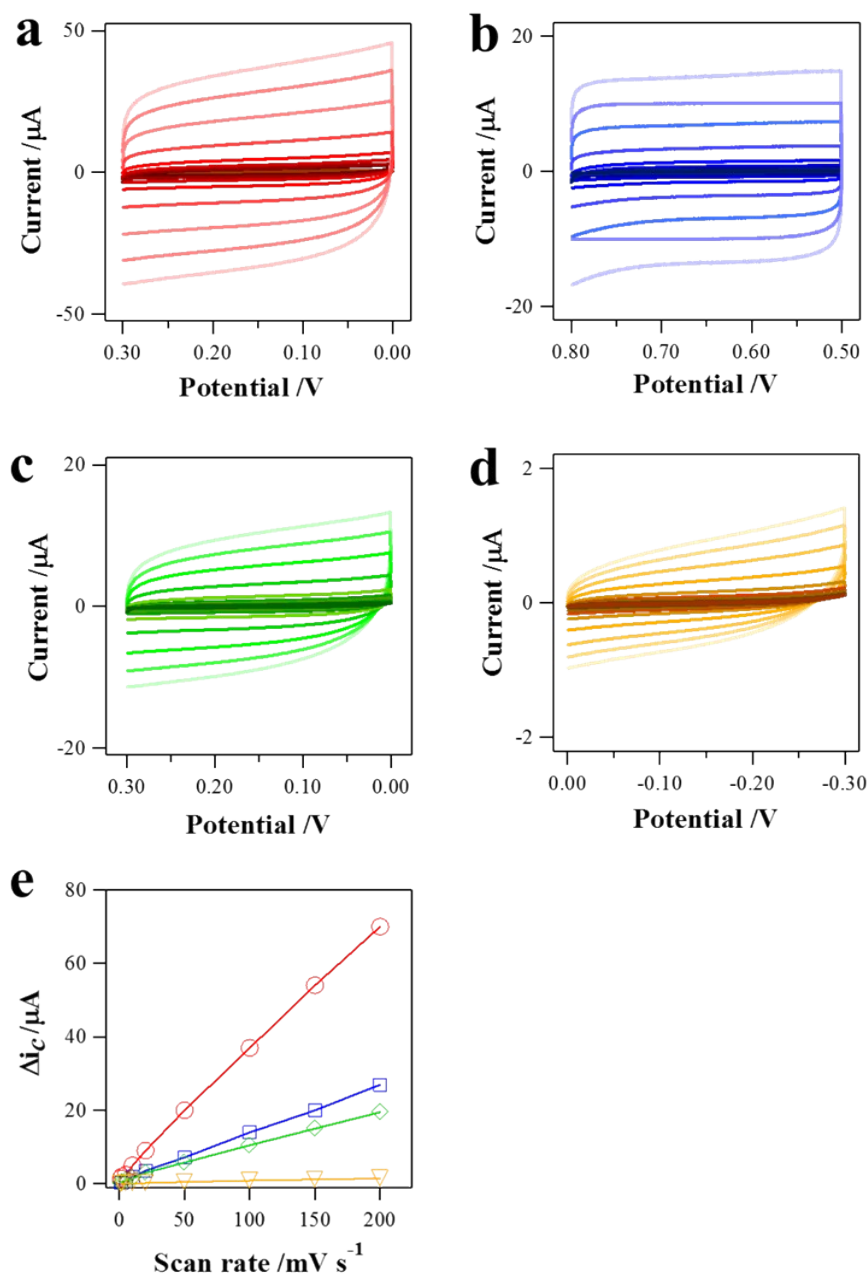 a
50
0
-50
Current /µA
0.30 0.20 0.10 0.00
Potential /V
b
20
0
-20
Current /µA
0.80 0.70 0.60 0.50
Potential /V
c
20
0
-20
Current /µA
0.30 0.20 0.10 0.00
Potential /V
d
2
0
-2
Current /µA
0.00 -0.10 -0.20 -0.30
Potential /V
e
80
60
40
20
0
Δic /µA
0 50 100 150 200
Scan rate /mV s⁻¹